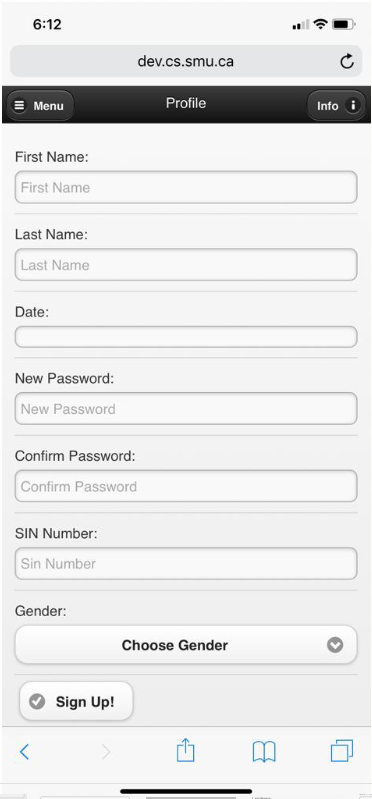 6:12
dev.cs.smu.ca
Menu
Profile
Info i
First Name:
First Name
Last Name:
Last Name
Date:
New Password:
New Password
Confirm Password:
Confirm Password
SIN Number:
Sin Number
Gender:
Choose Gender
Sign Up!